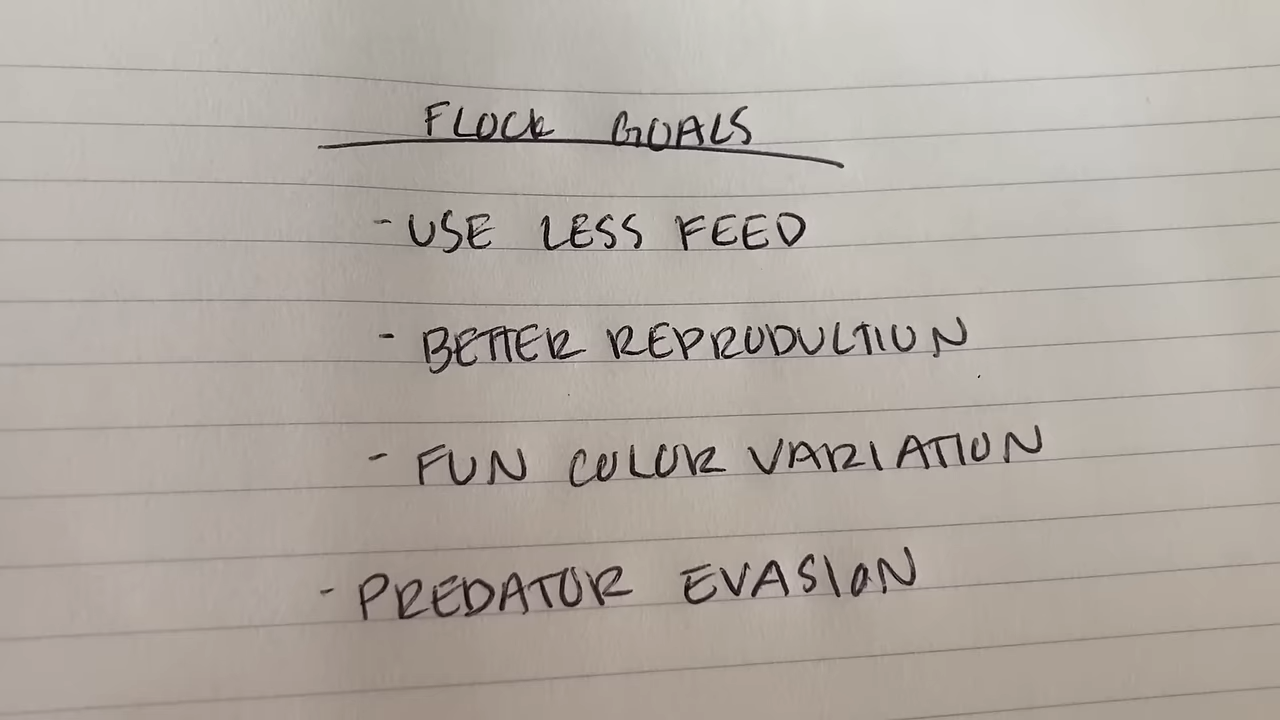 FLOCK GOALS
- USE LESS FEED
- BETTER REPRODUCTION
- FUN COLOR VARIATION
- PREDATOR EVASION